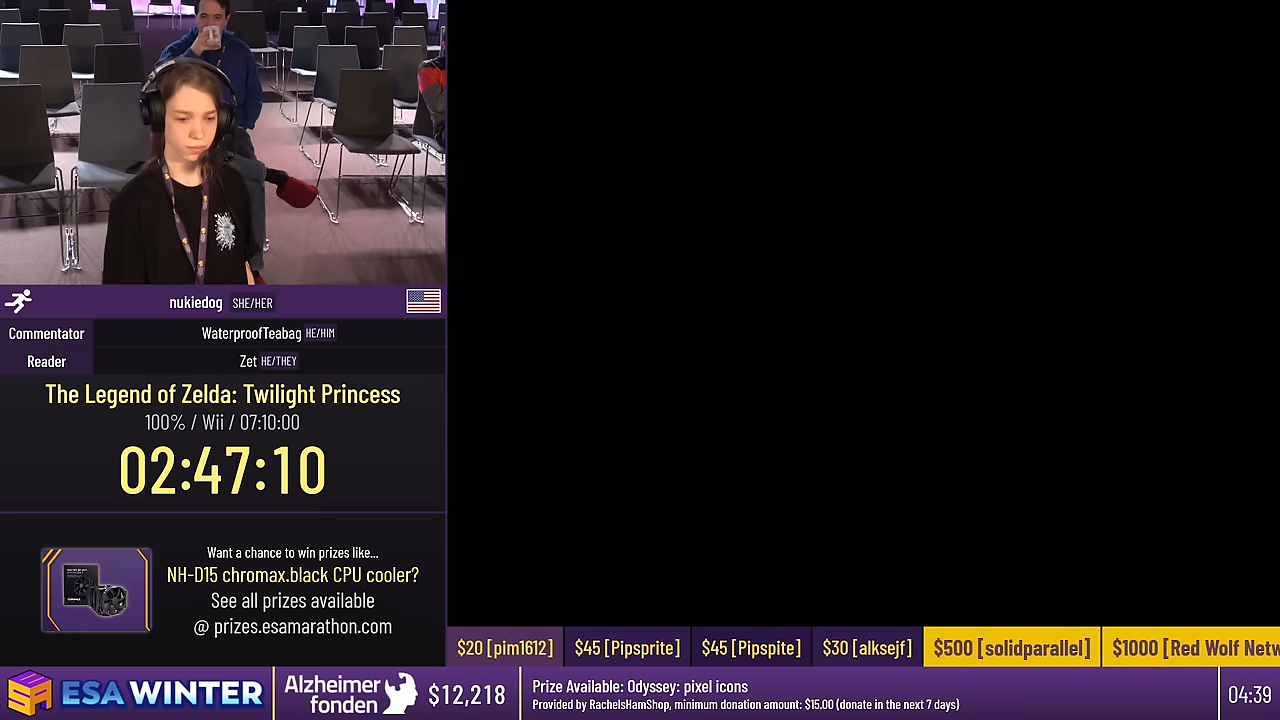 nukiedog SHE/HER
Commentator WaterproofTeabag HE/HIM
Reader Zet HE/THEY
The Legend of Zelda: Twilight Princess
100% / Wii / 07:10:00
02:47:10
Want a chance to win prizes like...
NH-D15 chromax.black CPU cooler?
See all prizes available
@ prizes.esamarathon.com
$20 [pim1612] $45 [Pipsprite] $45 [Pipspite] $30 [alksejf] $500 [solidparallel] $1000 [Red Wolf Netw
ESA WINTER
Alzheimer
fonden
$12,218
Prize Available: Odyssey: pixel icons
Provided by RachelsHamShop, minimum donation amount: $15.00 (donate in the next 7 days)
04:39